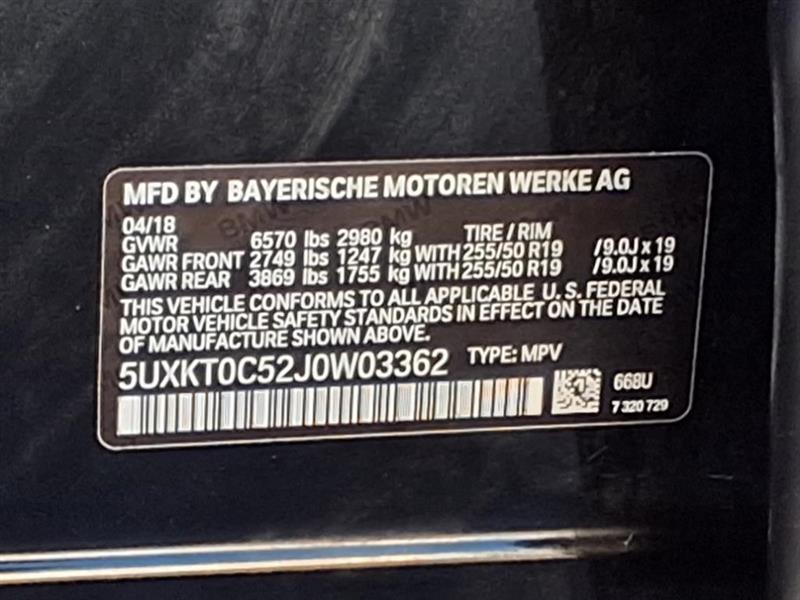 MFD BY BAYERISCHE MOTOREN WERKE AG
04/18 TIRE / RIM
GVWR 6570 lbs 2980 kg
GAWR FRONT 2749 lbs 1247 kg WITH 255/50 R19 /9.0J x 19
GAWR REAR 3869 lbs 1755 kg WITH 255/50 R19 /9.0J x 19
THIS VEHICLE CONFORMS TO ALL APPLICABLE U. S. FEDERAL
MOTOR VEHICLE SAFETY STANDARDS IN EFFECT ON THE DATE
OF MANUFACTURE SHOWN ABOVE.
5UXKT0C52J0W03362 TYPE: MPV
668U
7 320 729